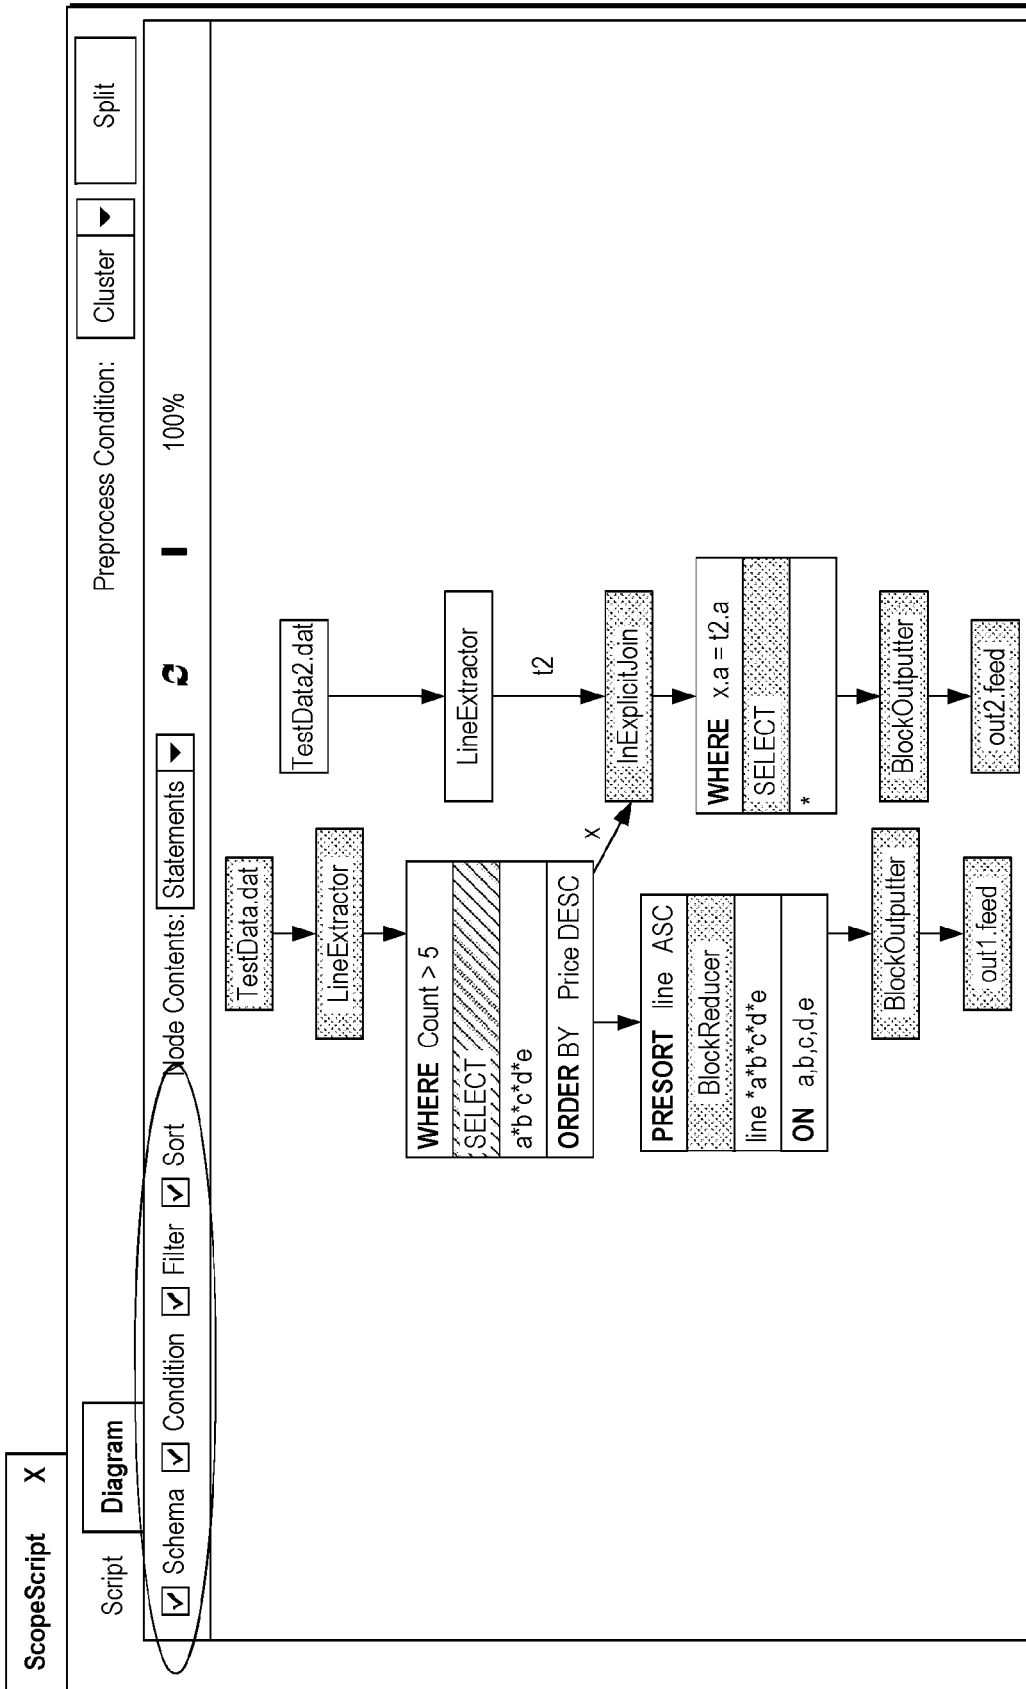 ScopeScript X
Script Diagram Preprocess Condition: Cluster Split
Schema Condition Filter Sort Node Contents: Statements 100%
TestData.dat
LineExtractor
WHERE Count > 5
SELECT
a*b*c*d*e
ORDER BY Price DESC
x
PRESORT line ASC
BlockReducer
line *a*b*c*d*e
ON a,b,c,d,e
BlockOutputter
out1.feed
TestData2.dat
LineExtractor
t2
InExplicitJoin
WHERE x.a = t2.a
SELECT
*
BlockOutputter
out2.feed